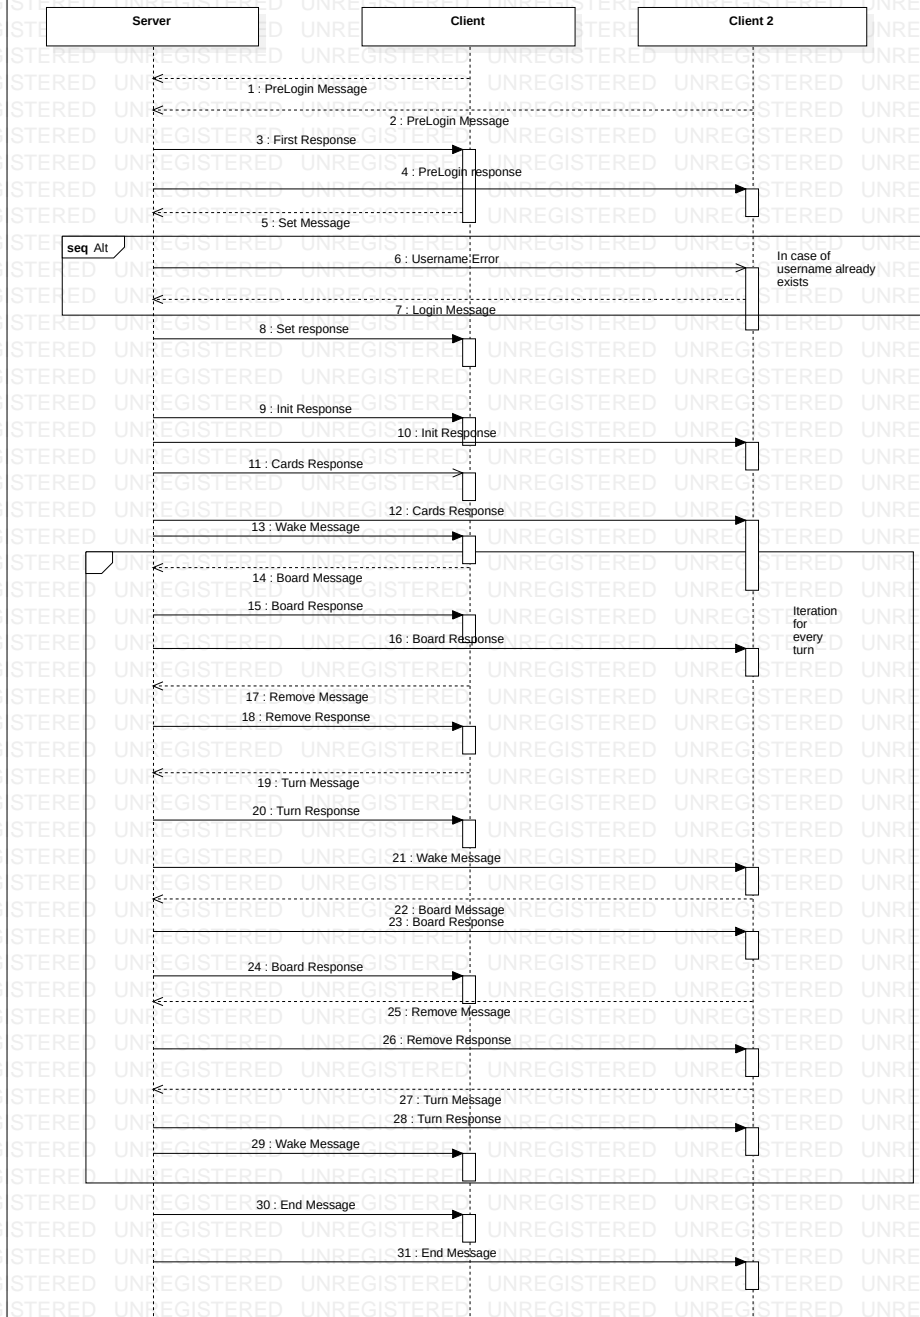 Server
Client
Client 2
1 : PreLogin Message
2 : PreLogin Message
3 : First Response
4 : PreLogin response
5 : Set Message
seq Alt
6 : Username Error
In case of
username already
exists
7 : Login Message
8 : Set response
9 : Init Response
10 : Init Response
11 : Cards Response
12 : Cards Response
13 : Wake Message
14 : Board Message
15 : Board Response
Iteration
for
every
turn
16 : Board Response
17 : Remove Message
18 : Remove Response
19 : Turn Message
20 : Turn Response
21 : Wake Message
22 : Board Message
23 : Board Response
24 : Board Response
25 : Remove Message
26 : Remove Response
27 : Turn Message
28 : Turn Response
29 : Wake Message
30 : End Message
31 : End Message
UNREGISTERED